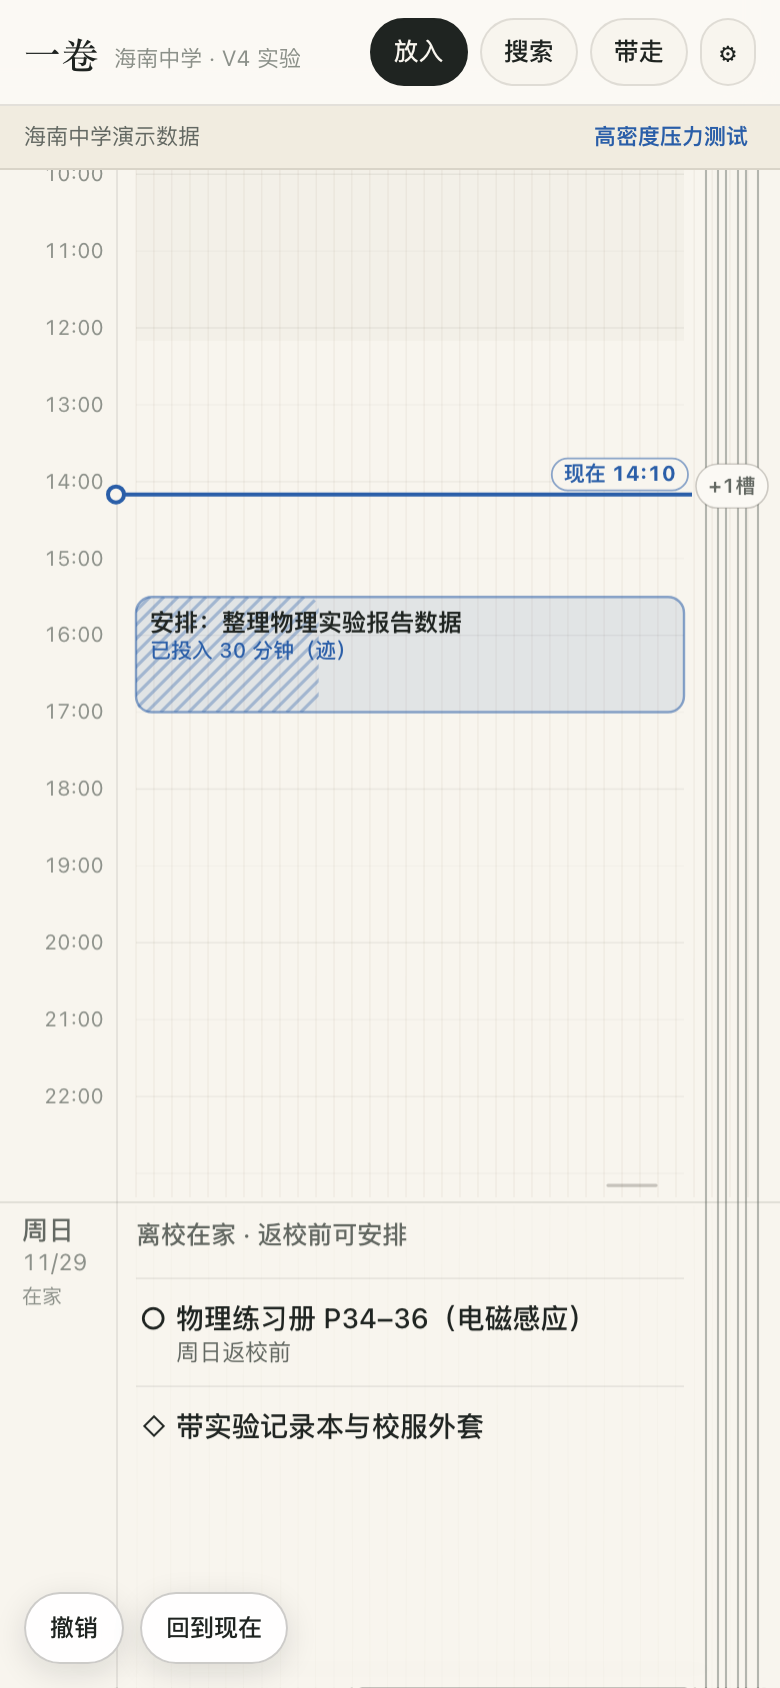 一卷 海南中学 · V4 实验 放入 搜索 带走
海南中学演示数据 高密度压力测试
10:00
11:00
12:00
13:00
现在 14:10
+1槽
14:00
15:00
安排：整理物理实验报告数据
16:00
已投入 30 分钟（迹）
17:00
18:00
19:00
20:00
21:00
22:00
周日
离校在家 · 返校前可安排
11/29
在家
物理练习册 P34–36（电磁感应）
周日返校前
带实验记录本与校服外套
撤销 回到现在